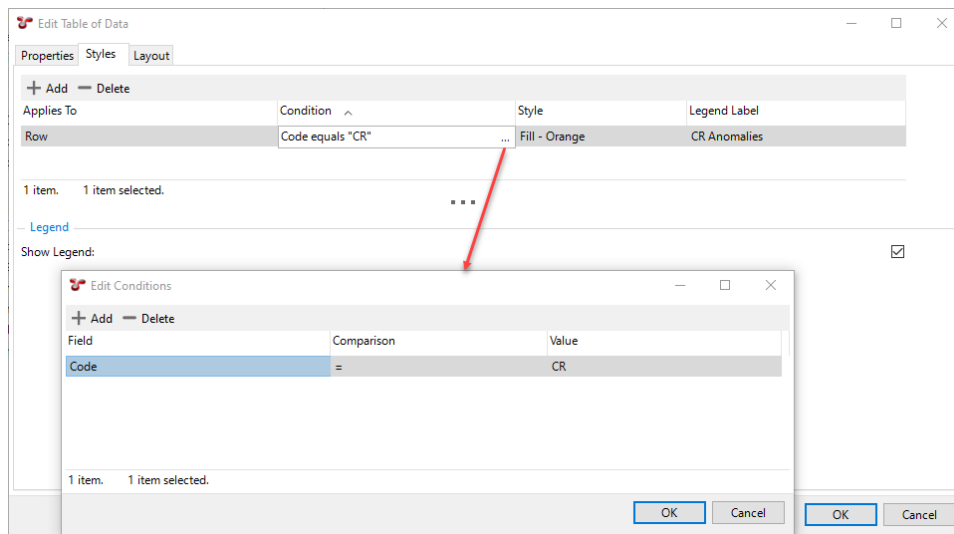 Edit Table of Data
Properties Styles Layout
Add Delete
Applies To Condition Style Legend Label
Row Code equals "CR" ... Fill - Orange CR Anomalies
1 item. 1 item selected.
Legend
Show Legend:
Edit Conditions
Add Delete
Field Comparison Value
Code = CR
1 item. 1 item selected.
OK Cancel
OK Cancel